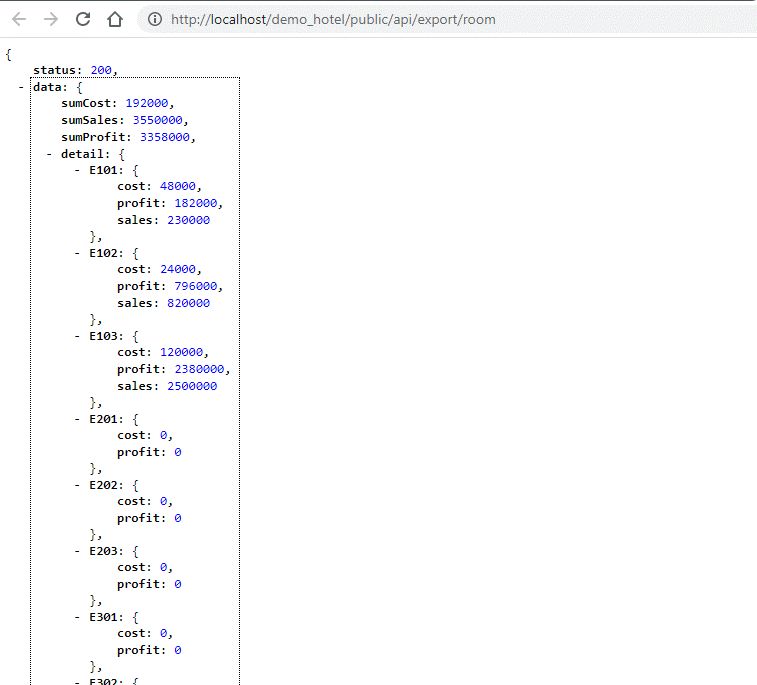 http://localhost/demo_hotel/public/api/export/room
{
status: 200,
- data: {
sumCost: 192000,
sumSales: 3550000,
sumProfit: 3358000,
- detail: {
- E101: {
cost: 48000,
profit: 182000,
sales: 230000
},
- E102: {
cost: 24000,
profit: 796000,
sales: 820000
},
- E103: {
cost: 120000,
profit: 2380000,
sales: 2500000
},
- E201: {
cost: 0,
profit: 0
},
- E202: {
cost: 0,
profit: 0
},
- E203: {
cost: 0,
profit: 0
},
- E301: {
cost: 0,
profit: 0
},
- E302: {